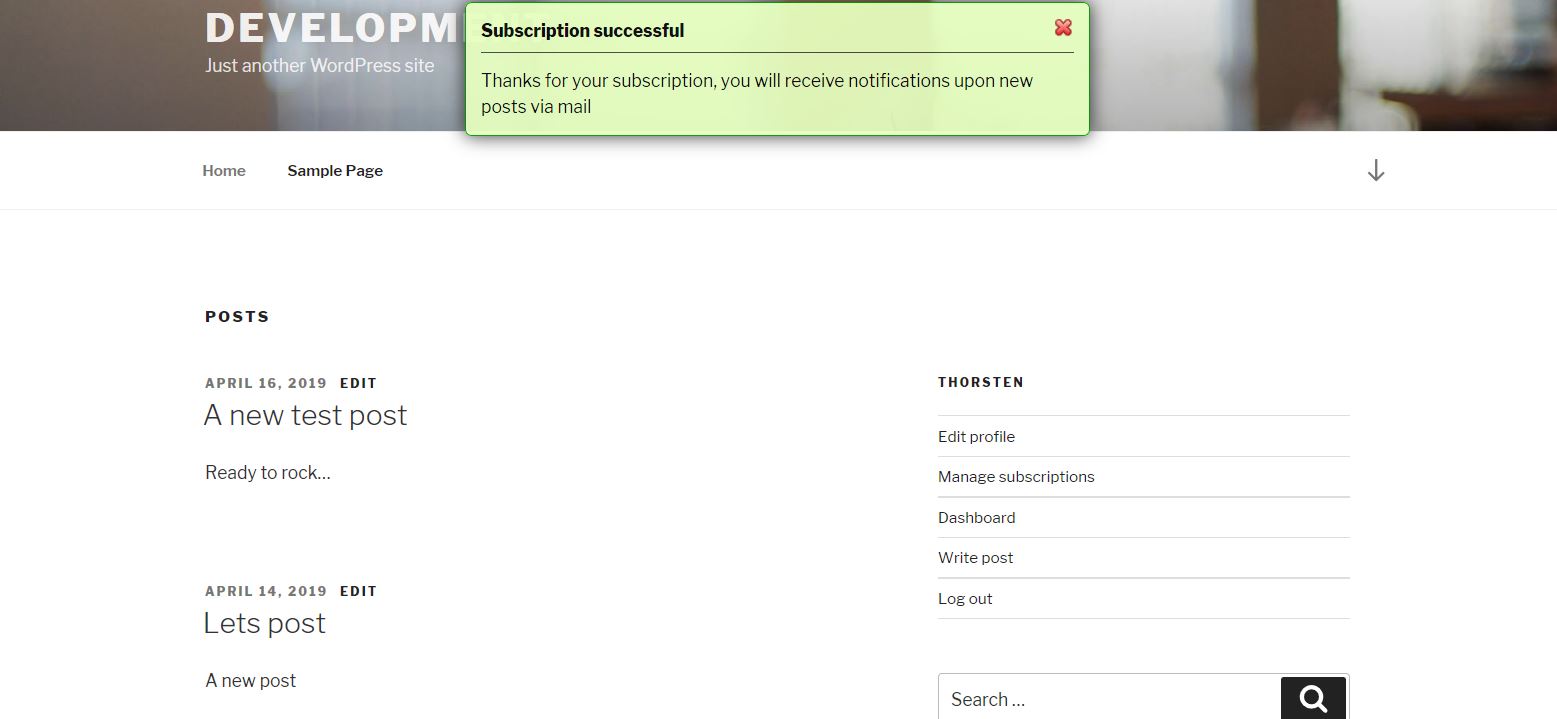 DEVELOPM
Just another WordPress site
Subscription successful
Thanks for your subscription, you will receive notifications upon new
posts via mail
Home
Sample Page
POSTS
APRIL 16, 2019 EDIT
A new test post
Ready to rock…
APRIL 14, 2019 EDIT
Lets post
A new post
THORSTEN
Edit profile
Manage subscriptions
Dashboard
Write post
Log out
Search …